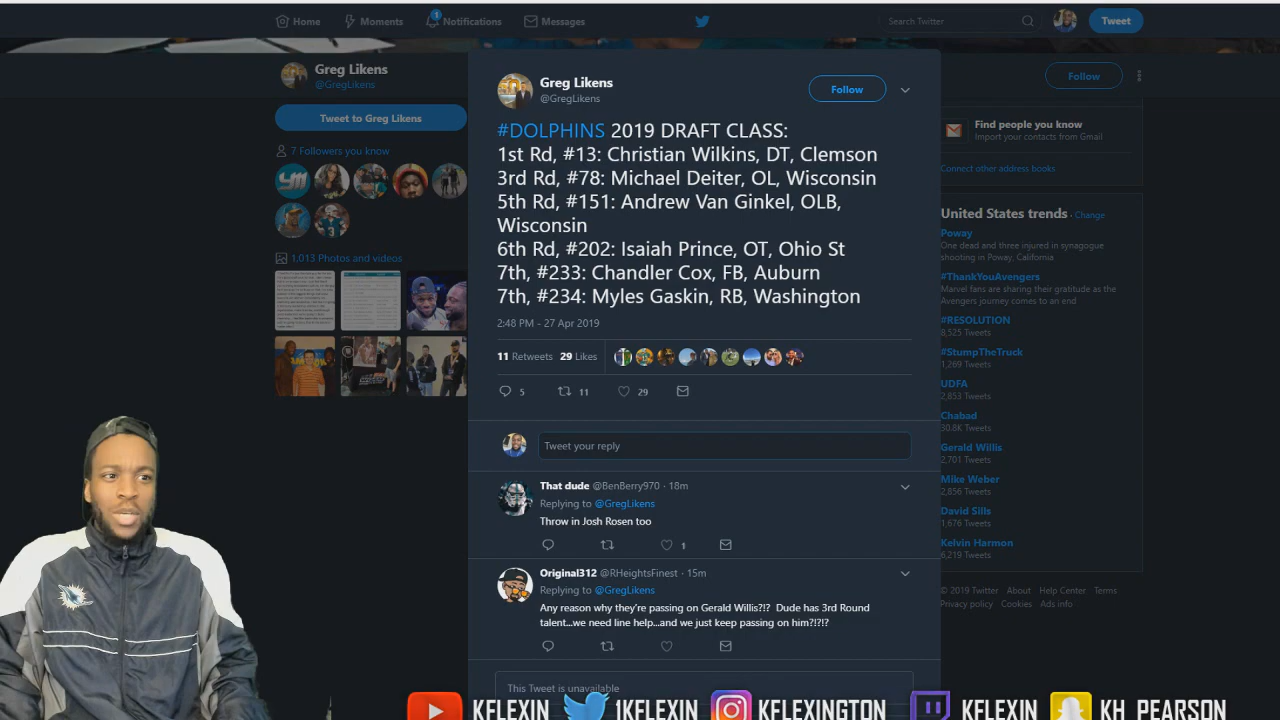 Home
Moments
1
Notifications
Messages
Search Twitter
Tweet
Greg Likens
@GregLikens
Follow
Tweet to Greg Likens
7 Followers you know
1,013 Photos and videos
Greg Likens
@GregLikens
Follow
#DOLPHINS 2019 DRAFT CLASS:
1st Rd, #13: Christian Wilkins, DT, Clemson
3rd Rd, #78: Michael Deiter, OL, Wisconsin
5th Rd, #151: Andrew Van Ginkel, OLB,
Wisconsin
6th Rd, #202: Isaiah Prince, OT, Ohio St
7th, #233: Chandler Cox, FB, Auburn
7th, #234: Myles Gaskin, RB, Washington
2:48 PM - 27 Apr 2019
11 Retweets 29 Likes
5 11 29
Tweet your reply
That dude @BenBerry970 · 18m
Replying to @GregLikens
Throw in Josh Rosen too
1
Original312 @RHeightsFinest · 15m
Replying to @GregLikens
Any reason why they're passing on Gerald Willis?!? Dude has 3rd Round
talent...we need line help...and we just keep passing on him?!?!?
This Tweet is unavailable
Find people you know
Import your contacts from Gmail
Connect other address books
United States trends · Change
Poway
One dead and three injured in synagogue
shooting in Poway, California
#ThankYouAvengers
Marvel fans are sharing their gratitude as the
Avengers journey comes to an end
#RESOLUTION
8,525 Tweets
#StumpTheTruck
1,269 Tweets
UDFA
2,853 Tweets
Chabad
30.8K Tweets
Gerald Willis
2,701 Tweets
Mike Weber
2,856 Tweets
David Sills
1,676 Tweets
Kelvin Harmon
6,219 Tweets
© 2019 Twitter About Help Center Terms
Privacy policy Cookies Ads info
KFLEXIN 1KFLEXIN KFLEXINGTON KFLEXIN KH_PEARSON